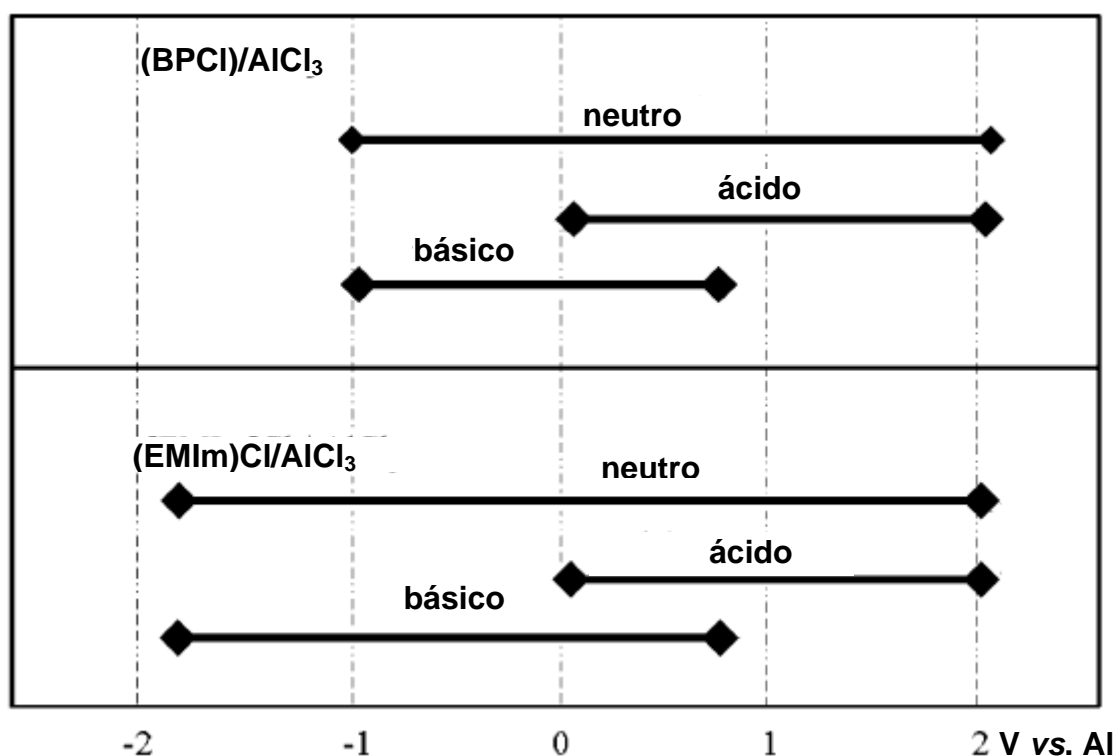 (BPCl)/AlCl₃
neutro
ácido
básico
(EMIm)Cl/AlCl₃
neutro
ácido
básico
-2 -1 0 1 2 V vs. Al